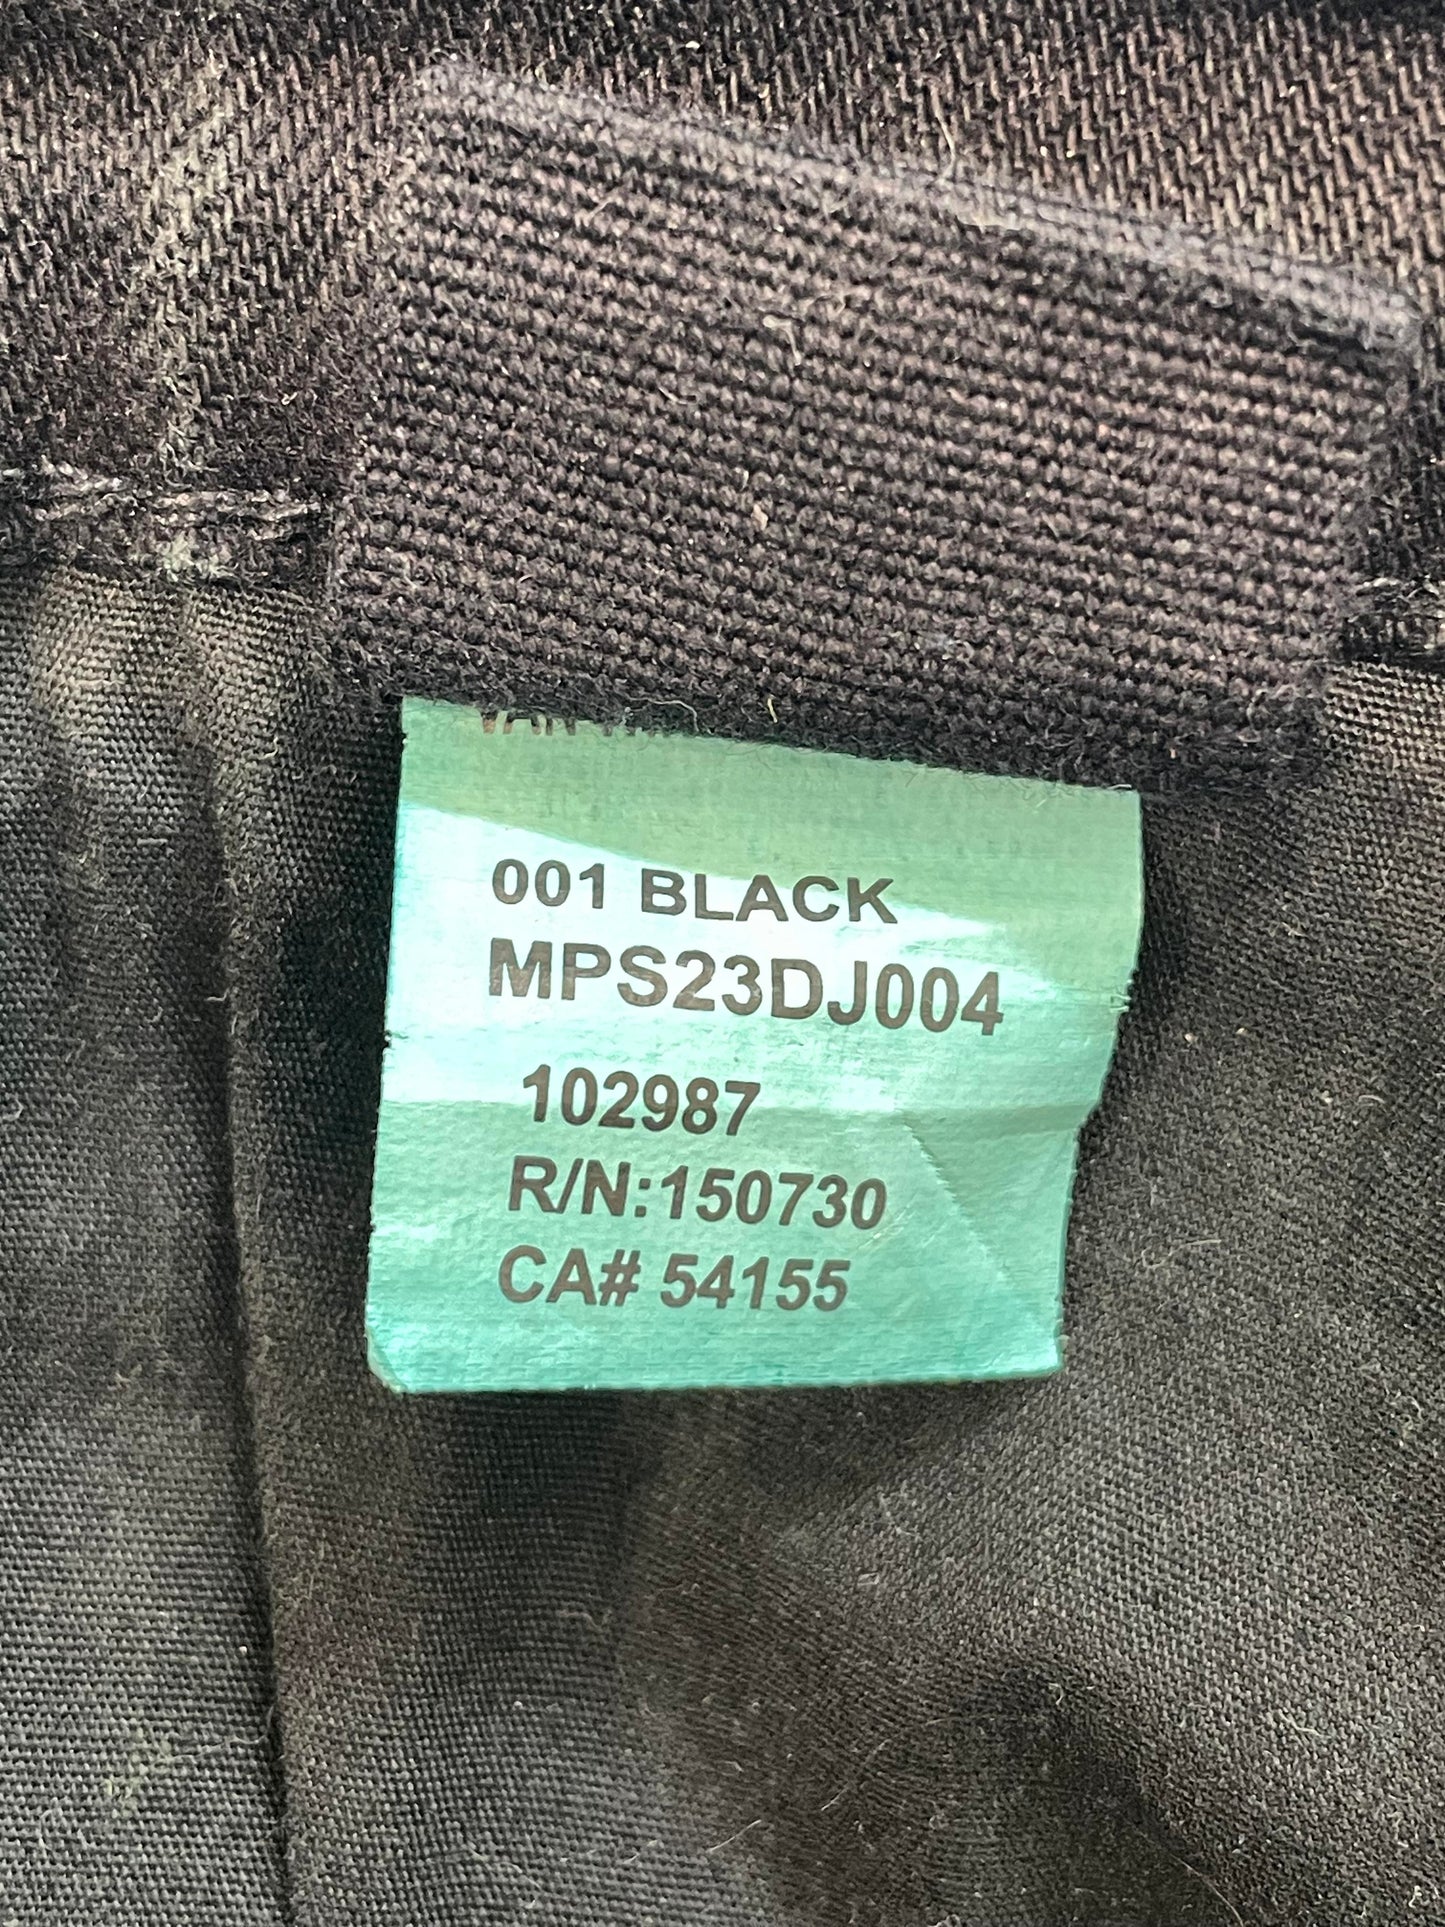 001 BLACK
MPS23DJ004
102987
R/N:150730
CA# 54155